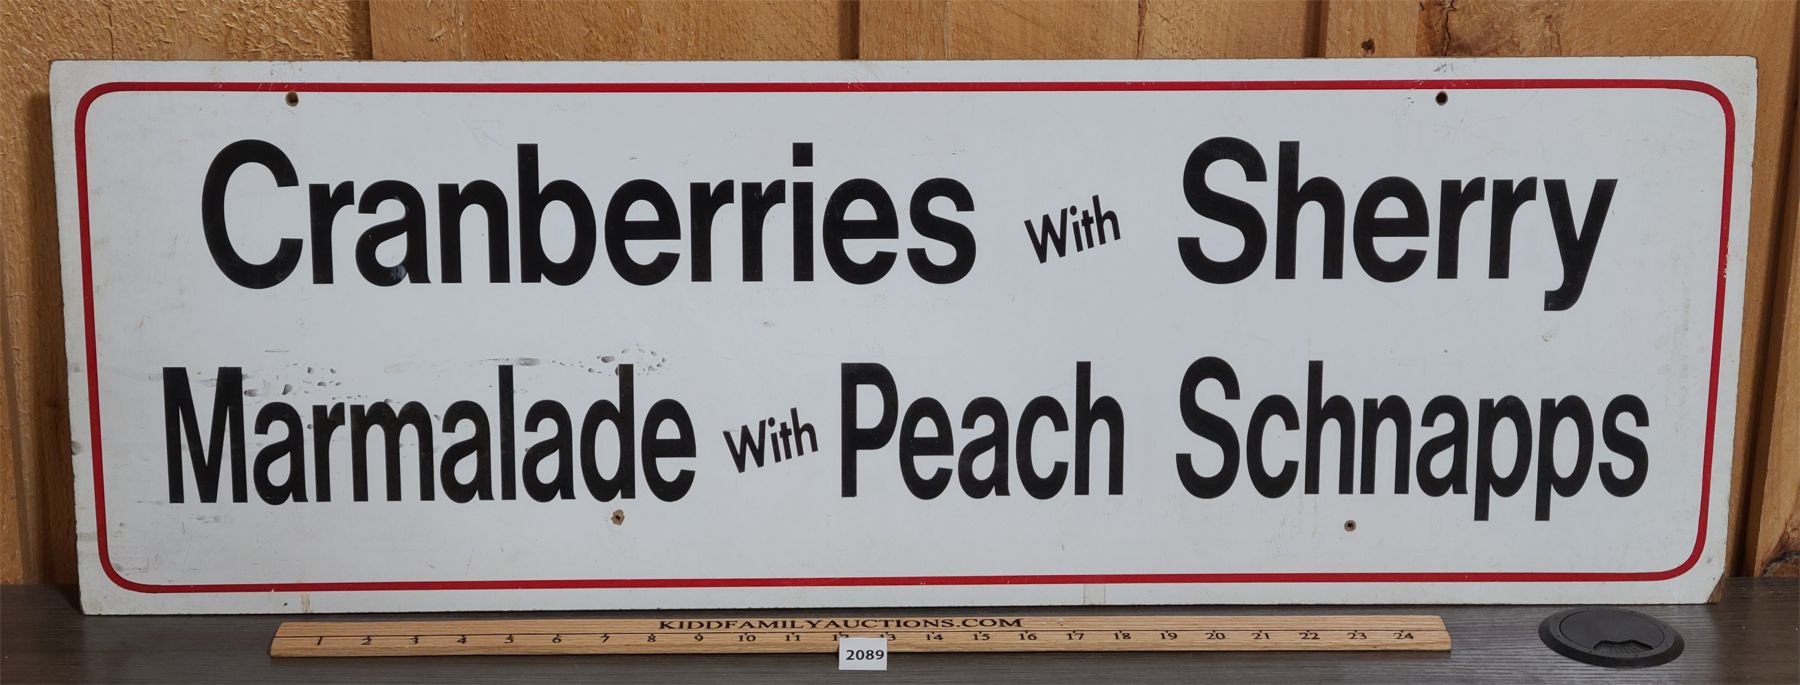 Cranberries with Sherry
Marmalade with Peach Schnapps
KIDDFAMILYAUCTIONS.COM
1 2 3 4 5 6 7 8 9 10 11 12 13 14 15 16 17 18 19 20 21 22 23 24
2089